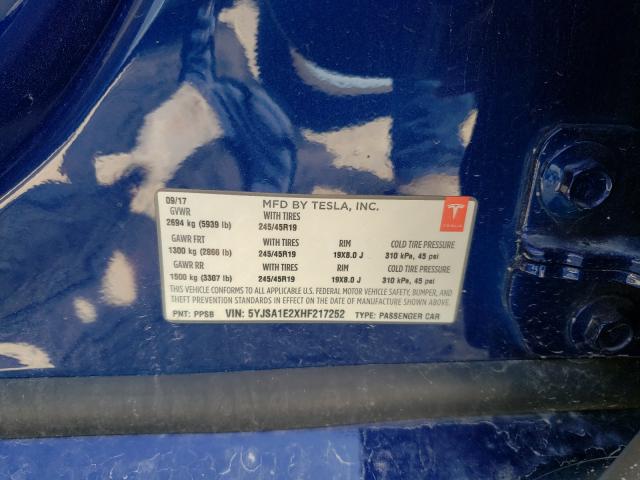 09/17 MFD BY TESLA, INC.
GVWR WITH TIRES
2694 kg (5939 lb) 245/45R19
GAWR FRT WITH TIRES RIM COLD TIRE PRESSURE
1300 kg (2866 lb) 245/45R19 19X8.0 J 310 kPa, 45 psi
GAWR RR WITH TIRES RIM COLD TIRE PRESSURE
1500 kg (3307 lb) 245/45R19 19X8.0 J 310 kPa, 45 psi
THIS VEHICLE CONFORMS TO ALL APPLICABLE U.S. FEDERAL MOTOR VEHICLE SAFETY, BUMPER, AND
THEFT PREVENTION STANDARDS IN EFFECT ON THE DATE OF MANUFACTURE SHOWN ABOVE.
PNT: PPSB VIN: 5YJSA1E2XHF217252 TYPE: PASSENGER CAR